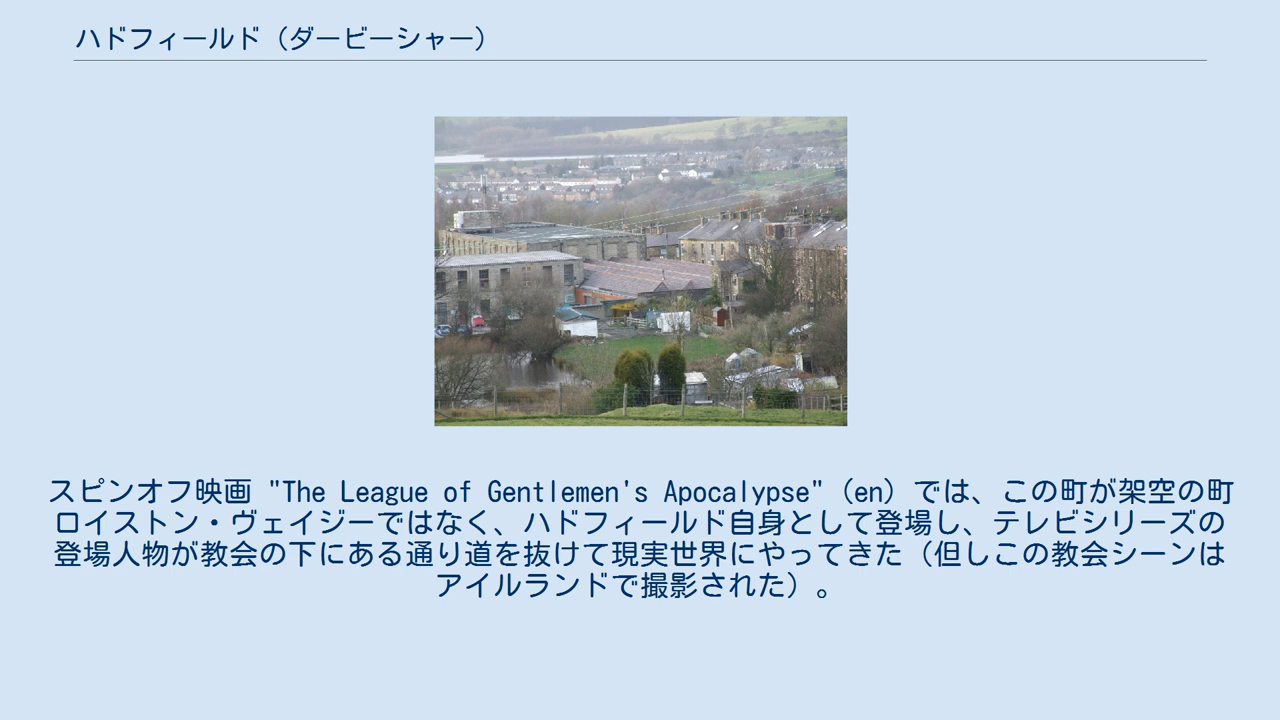 ハドフィールド（ダービーシャー）
スピンオフ映画 "The League of Gentlemen's Apocalypse"（en）では、この町が架空の町
ロイストン・ヴェイジーではなく、ハドフィールド自身として登場し、テレビシリーズの
登場人物が教会の下にある通り道を抜けて現実世界にやってきた（但しこの教会シーンは
アイルランドで撮影された）。